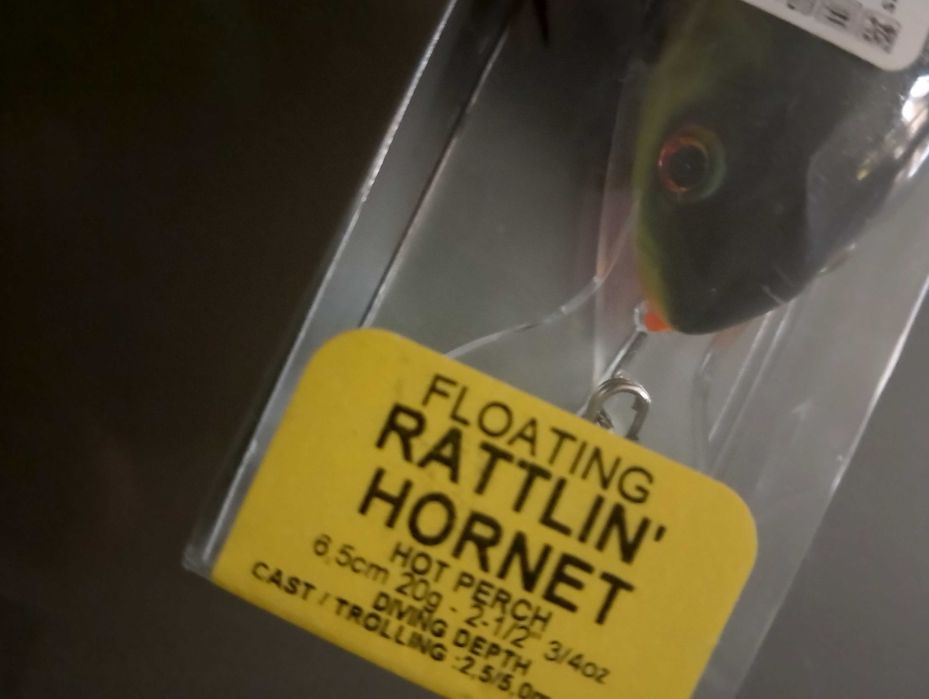 FLOATING
RATTLIN'
HORNET
HOT PERCH
6,5cm 20g - 2-1/2" 3/4oz
DIVING DEPTH
CAST / TROLLING :2,5/5,0m